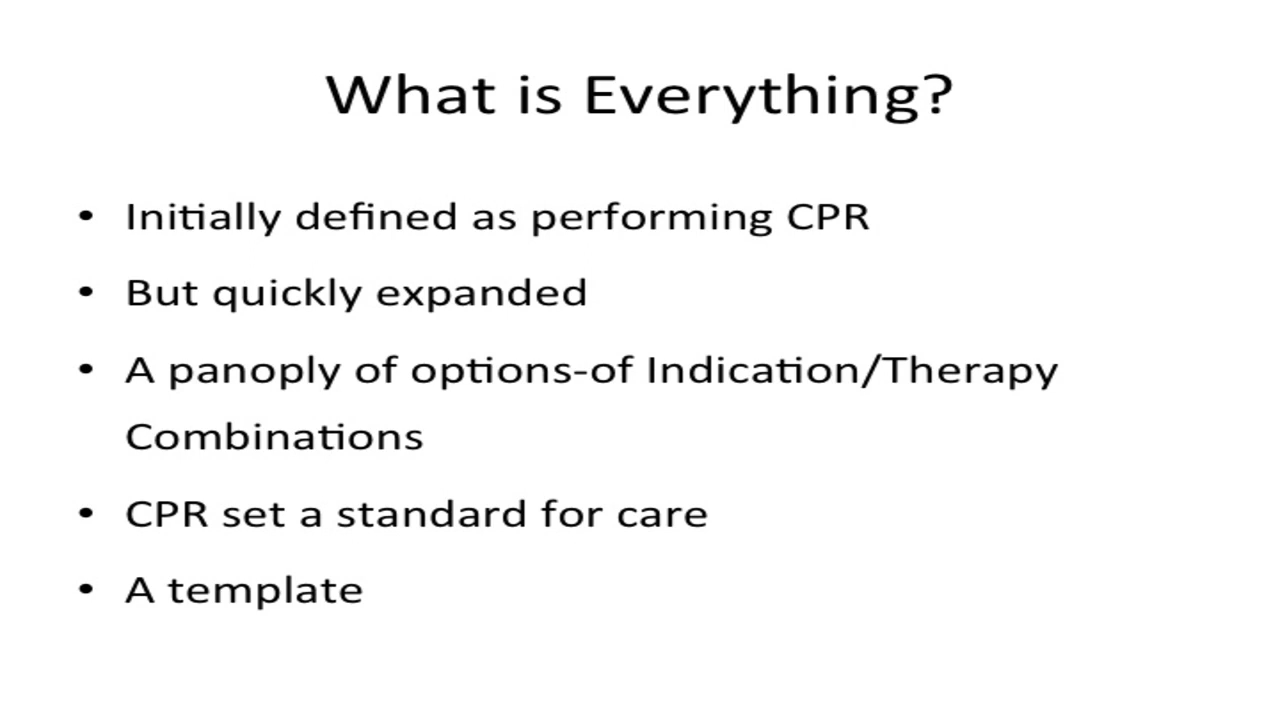 What is Everything?
• Initially defined as performing CPR
• But quickly expanded
• A panoply of options-of Indication/Therapy
Combinations
• CPR set a standard for care
• A template